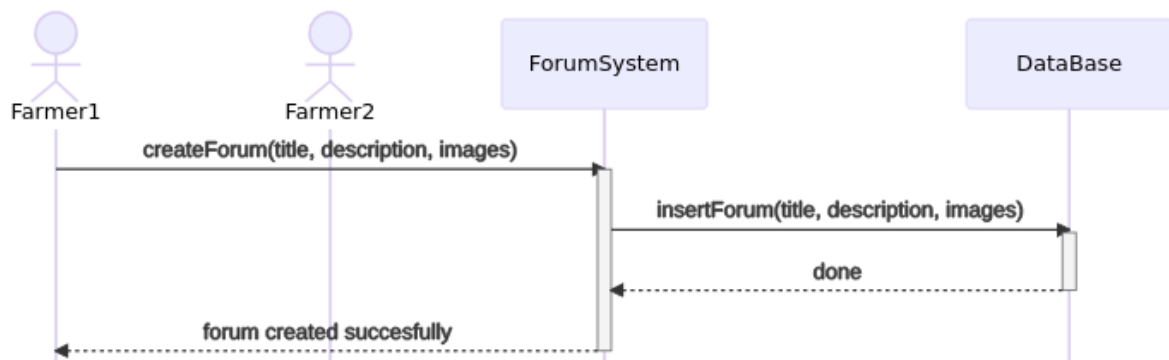 ForumSystem
DataBase
Farmer1
Farmer2
createForum(title, description, images)
insertForum(title, description, images)
done
forum created succesfully